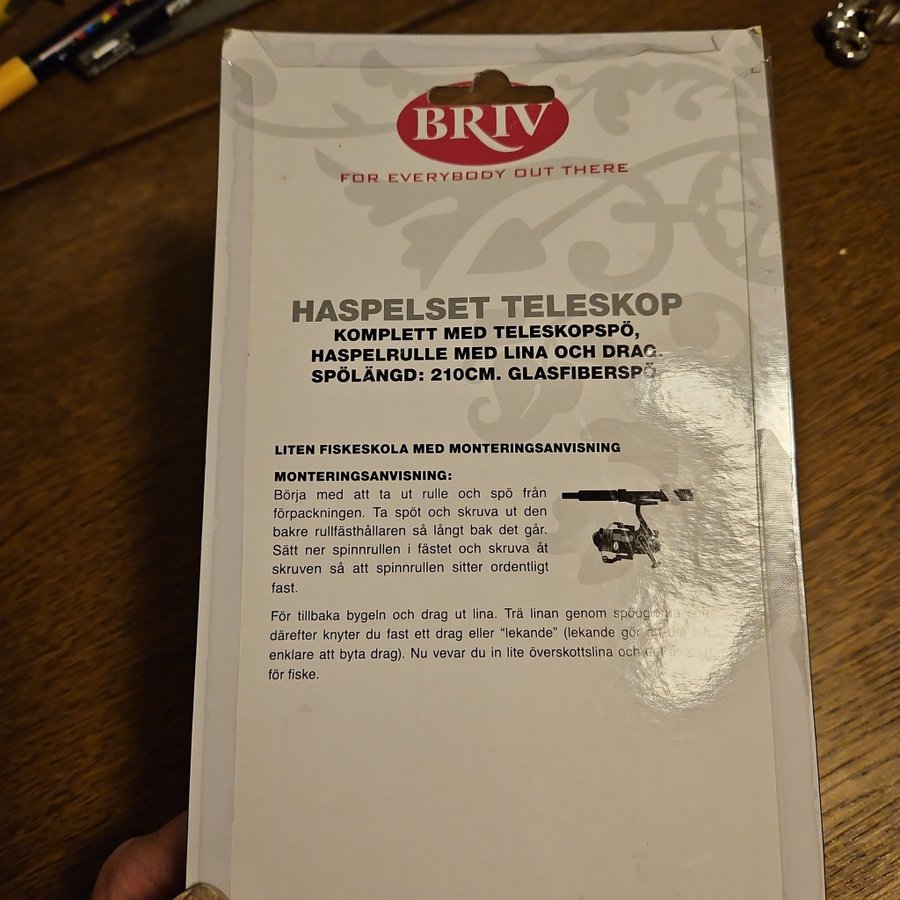 BRIV
FOR EVERYBODY OUT THERE
HASPELSET TELESKOP
KOMPLETT MED TELESKOPSPÖ,
HASPELRULLE MED LINA OCH DRAG.
SPÖLÄNGD: 210CM. GLASFIBERSPÖ
LITEN FISKESKOLA MED MONTERINGSANVISNING
MONTERINGSANVISNING:
Börja med att ta ut rulle och spö från
förpackningen. Ta spöt och skruva ut den
bakre rullfästhållaren så långt bak det går.
Sätt ner spinnrullen i fästet och skruva åt
skruven så att spinnrullen sitter ordentligt
fast.
För tillbaka bygeln och drag ut lina. Trä linan genom
därefter knyter du fast ett drag eller “lekande” (lekande gör
enklare att byta drag). Nu vevar du in lite överskottslina och
för fiske.